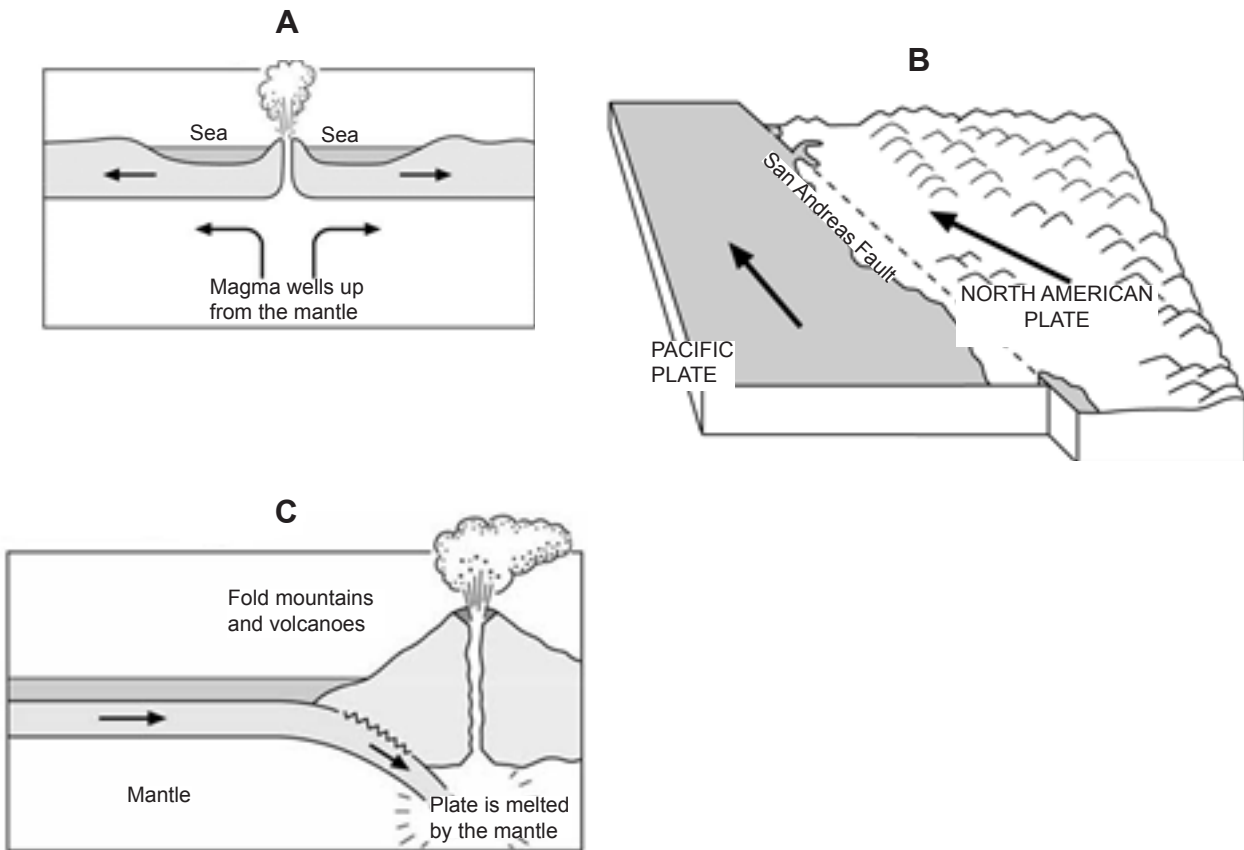 A
Sea
Sea
Magma wells up
from the mantle
B
San Andreas Fault
NORTH AMERICAN
PLATE
PACIFIC
PLATE
C
Fold mountains
and volcanoes
Mantle
Plate is melted
by the mantle